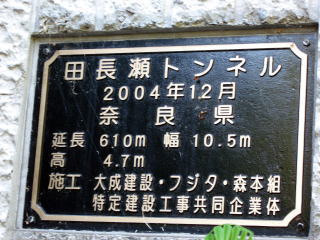 田長瀬トンネル
2004年12月
奈良県
延長 610m 幅 10.5m
高 4.7m
施工 大成建設・フジタ・森本組
特定建設工事共同企業体